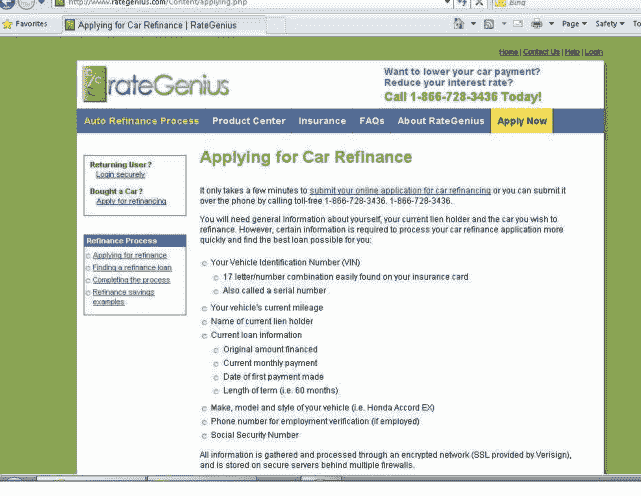 http://www.rategenius.com/Content/applying.php
Bing
Favorites
Applying for Car Refinance | RateGenius
Page
Safety
To
Home | Contact Us | Help | Login
rateGenius
Want to lower your car payment?
Reduce your interest rate?
Call 1-866-728-3436 Today!
Auto Refinance Process
Product Center
Insurance
FAQs
About RateGenius
Apply Now
Returning User?
Login securely
Bought a Car?
Apply for refinancing
Refinance Process
Applying for refinance
Finding a refinance loan
Completing the process
Refinance savings
examples
Applying for Car Refinance
It only takes a few minutes to submit your online application for car refinancing or you can submit it
over the phone by calling toll-free 1-866-728-3436. 1-866-728-3436.
You will need general information about yourself, your current lien holder and the car you wish to
refinance. However, certain information is required to process your car refinance application more
quickly and find the best loan possible for you:
Your Vehicle Identification Number (VIN)
17 letter/number combination easily found on your insurance card
Also called a serial number
Your vehicle's current mileage
Name of current lien holder
Current loan information
Original amount financed
Current monthly payment
Date of first payment made
Length of term (i.e. 60 months)
Make, model and style of your vehicle (i.e. Honda Accord EX)
Phone number for employment verification (if employed)
Social Security Number
All information is gathered and processed through an encrypted network (SSL provided by Verisign),
and is stored on secure servers behind multiple firewalls.